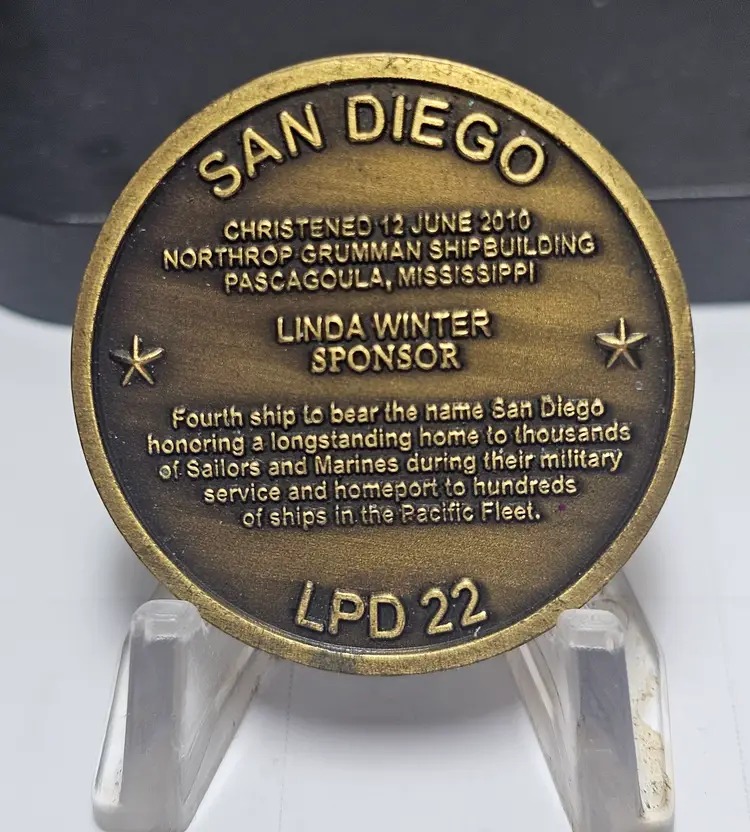 SAN DIEGO
CHRISTENED 12 JUNE 2010
NORTHROP GRUMMAN SHIPBUILDING
PASCAGOULA, MISSISSIPPI
LINDA WINTER
SPONSOR
Fourth ship to bear the name San Diego
honoring a longstanding home to thousands
of Sailors and Marines during their military
service and homeport to hundreds
of ships in the Pacific Fleet.
LPD 22